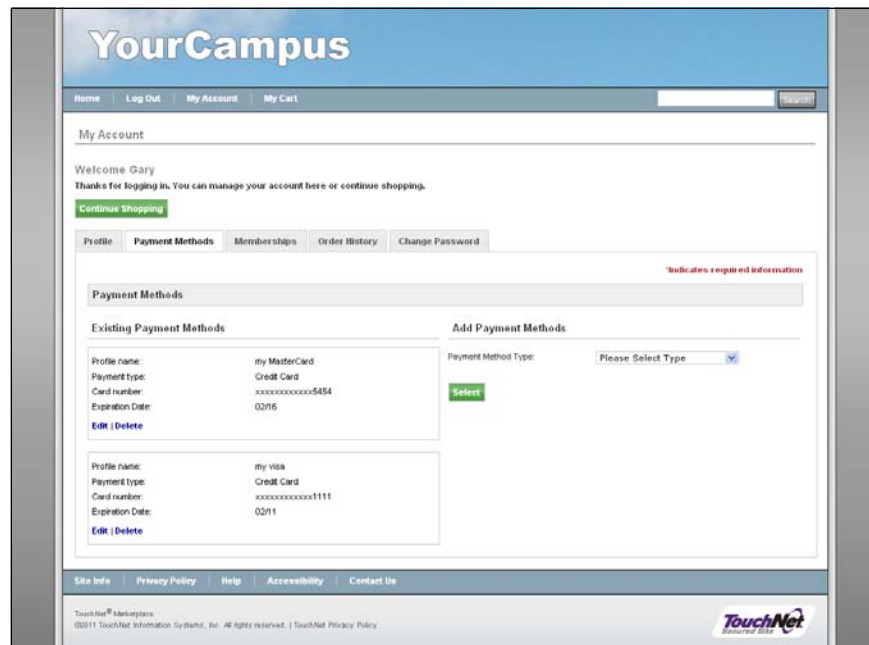 YourCampus
Home | Log Out | My Account | My Cart
Search
My Account
Welcome Gary
Thanks for logging in. You can manage your account here or continue shopping.
Continue Shopping
Profile
Payment Methods
Memberships
Order History
Change Password
*Indicates required information
Payment Methods
Existing Payment Methods
Profile name: my MasterCard
Payment type: Credit Card
Card number: xxxxxxxxxxxx5454
Expiration Date: 02/16
Edit | Delete
Profile name: my visa
Payment type: Credit Card
Card number: xxxxxxxxxxxx1111
Expiration Date: 02/11
Edit | Delete
Add Payment Methods
Payment Method Type: Please Select Type
Select
Site Info | Privacy Policy | Help | Accessibility | Contact Us
TouchNet® Marketplace
©2011 TouchNet Information Systems, Inc. All rights reserved. | TouchNet Privacy Policy
TouchNet
Secured Site